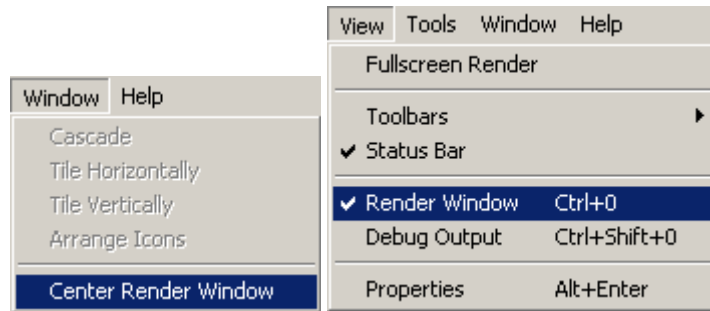 Window Help
Cascade
Tile Horizontally
Tile Vertically
Arrange Icons
Center Render Window
View Tools Window Help
Fullscreen Render
Toolbars
Status Bar
Render Window Ctrl+0
Debug Output Ctrl+Shift+0
Properties Alt+Enter